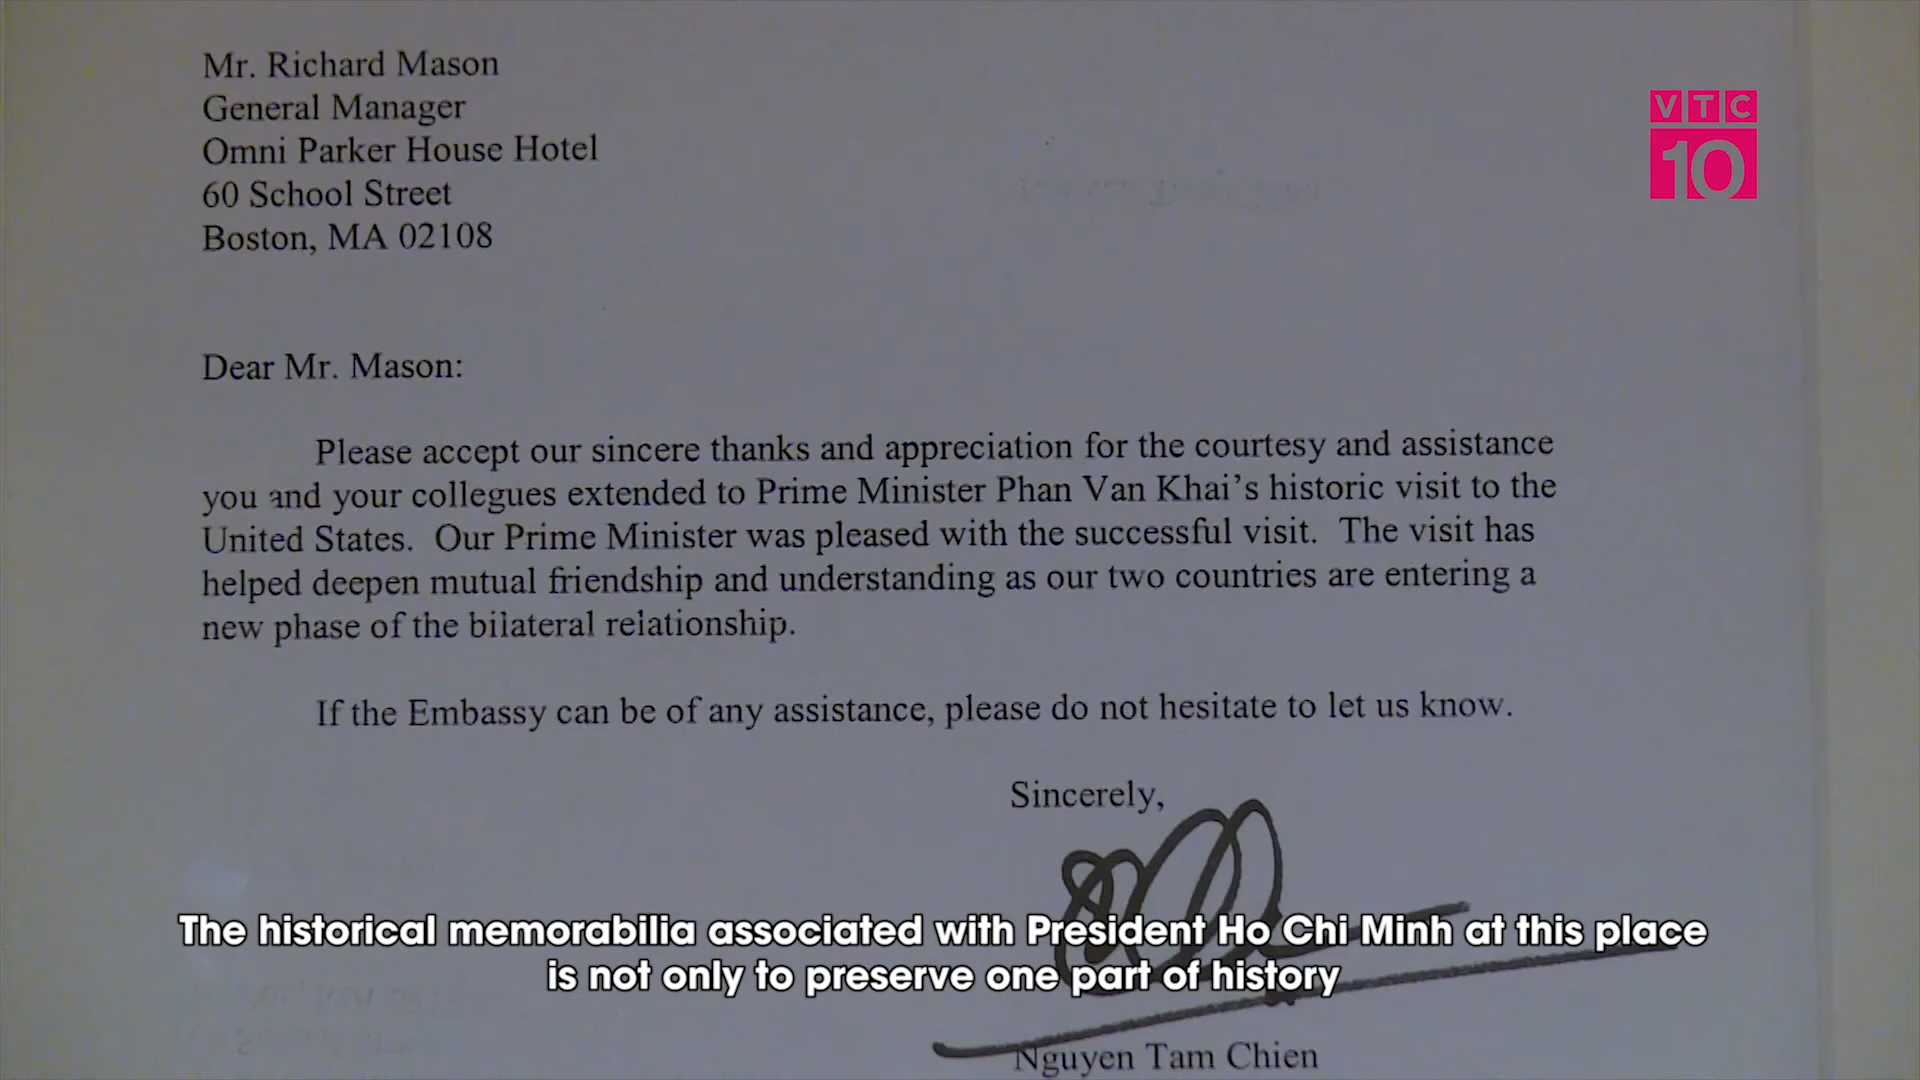 Mr. Richard Mason
General Manager
Omni Parker House Hotel
60 School Street
Boston, MA 02108
VTC
10
Dear Mr. Mason:
Please accept our sincere thanks and appreciation for the courtesy and assistance
you and your collegues extended to Prime Minister Phan Van Khai's historic visit to the
United States. Our Prime Minister was pleased with the successful visit. The visit has
helped deepen mutual friendship and understanding as our two countries are entering a
new phase of the bilateral relationship.
If the Embassy can be of any assistance, please do not hesitate to let us know.
Sincerely,
The historical memorabilia associated with President Ho Chi Minh at this place
is not only to preserve one part of history
Nguyen Tam Chien